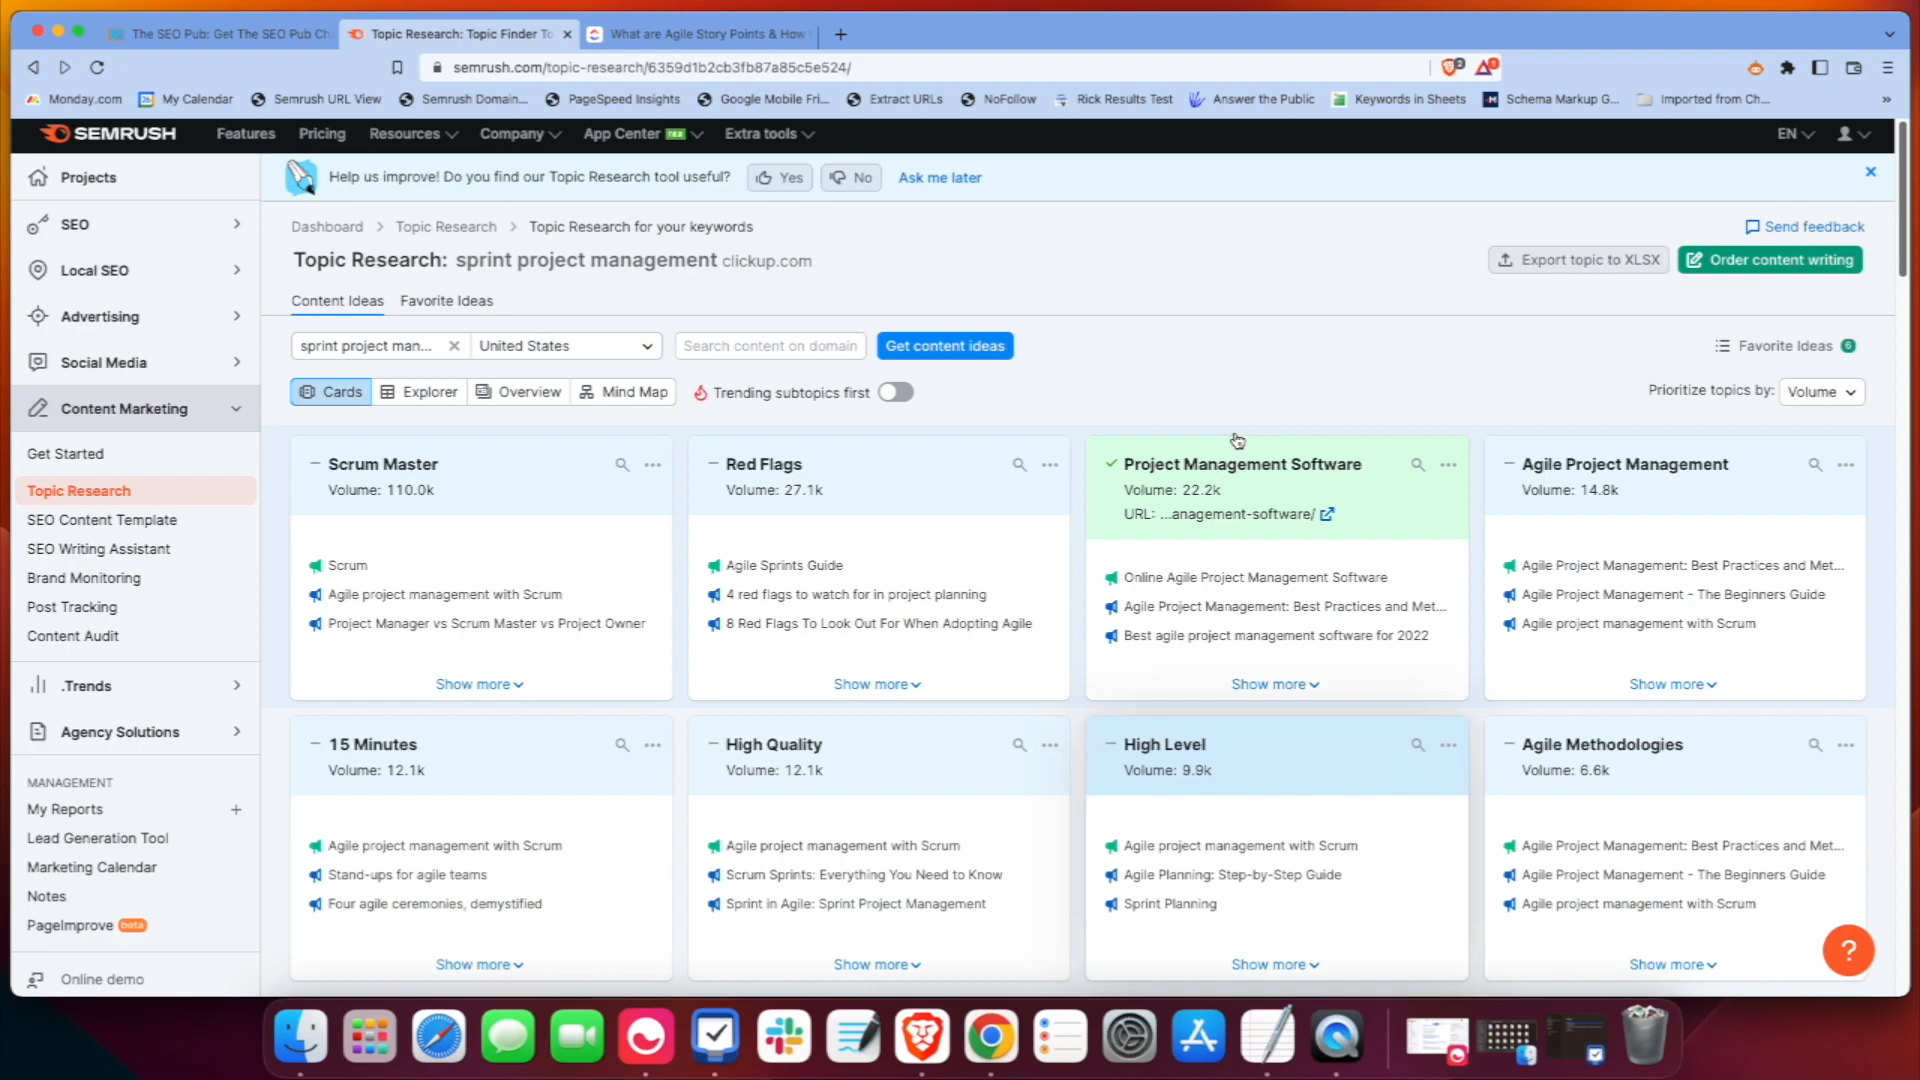 The SEO Pub: Get The SEO Pub Ch
Topic Research: Topic Finder To
What are Agile Story Points & How
semrush.com/topic-research/6359d1b2cb3fb87a85c5e524/
2
1
Monday.com
My Calendar
Semrush URL View
Semrush Domain...
PageSpeed Insights
Google Mobile Fri...
Extract URLs
NoFollow
Rick Results Test
Answer the Public
Keywords in Sheets
Schema Markup G...
Imported from Ch...
SEMRUSH
Features
Pricing
Resources
Company
App Center NEW
Extra tools
EN
Projects
SEO
Local SEO
Advertising
Social Media
Content Marketing
Get Started
Topic Research
SEO Content Template
SEO Writing Assistant
Brand Monitoring
Post Tracking
Content Audit
.Trends
Agency Solutions
MANAGEMENT
My Reports
Lead Generation Tool
Marketing Calendar
Notes
PageImprove beta
Online demo
Help us improve! Do you find our Topic Research tool useful?
Yes
No
Ask me later
Dashboard > Topic Research > Topic Research for your keywords
Send feedback
Topic Research: sprint project management clickup.com
Export topic to XLSX
Order content writing
Content Ideas
Favorite Ideas
sprint project man...
United States
Search content on domain
Get content ideas
Favorite Ideas 6
Cards
Explorer
Overview
Mind Map
Trending subtopics first
Prioritize topics by: Volume
Scrum Master
Volume: 110.0k
Scrum
Agile project management with Scrum
Project Manager vs Scrum Master vs Project Owner
Show more
Red Flags
Volume: 27.1k
Agile Sprints Guide
4 red flags to watch for in project planning
8 Red Flags To Look Out For When Adopting Agile
Show more
Project Management Software
Volume: 22.2k
URL: ...anagement-software/
Online Agile Project Management Software
Agile Project Management: Best Practices and Met...
Best agile project management software for 2022
Show more
Agile Project Management
Volume: 14.8k
Agile Project Management: Best Practices and Met...
Agile Project Management - The Beginners Guide
Agile project management with Scrum
Show more
15 Minutes
Volume: 12.1k
Agile project management with Scrum
Stand-ups for agile teams
Four agile ceremonies, demystified
Show more
High Quality
Volume: 12.1k
Agile project management with Scrum
Scrum Sprints: Everything You Need to Know
Sprint in Agile: Sprint Project Management
Show more
High Level
Volume: 9.9k
Agile project management with Scrum
Agile Planning: Step-by-Step Guide
Sprint Planning
Show more
Agile Methodologies
Volume: 6.6k
Agile Project Management: Best Practices and Met...
Agile Project Management - The Beginners Guide
Agile project management with Scrum
Show more
?